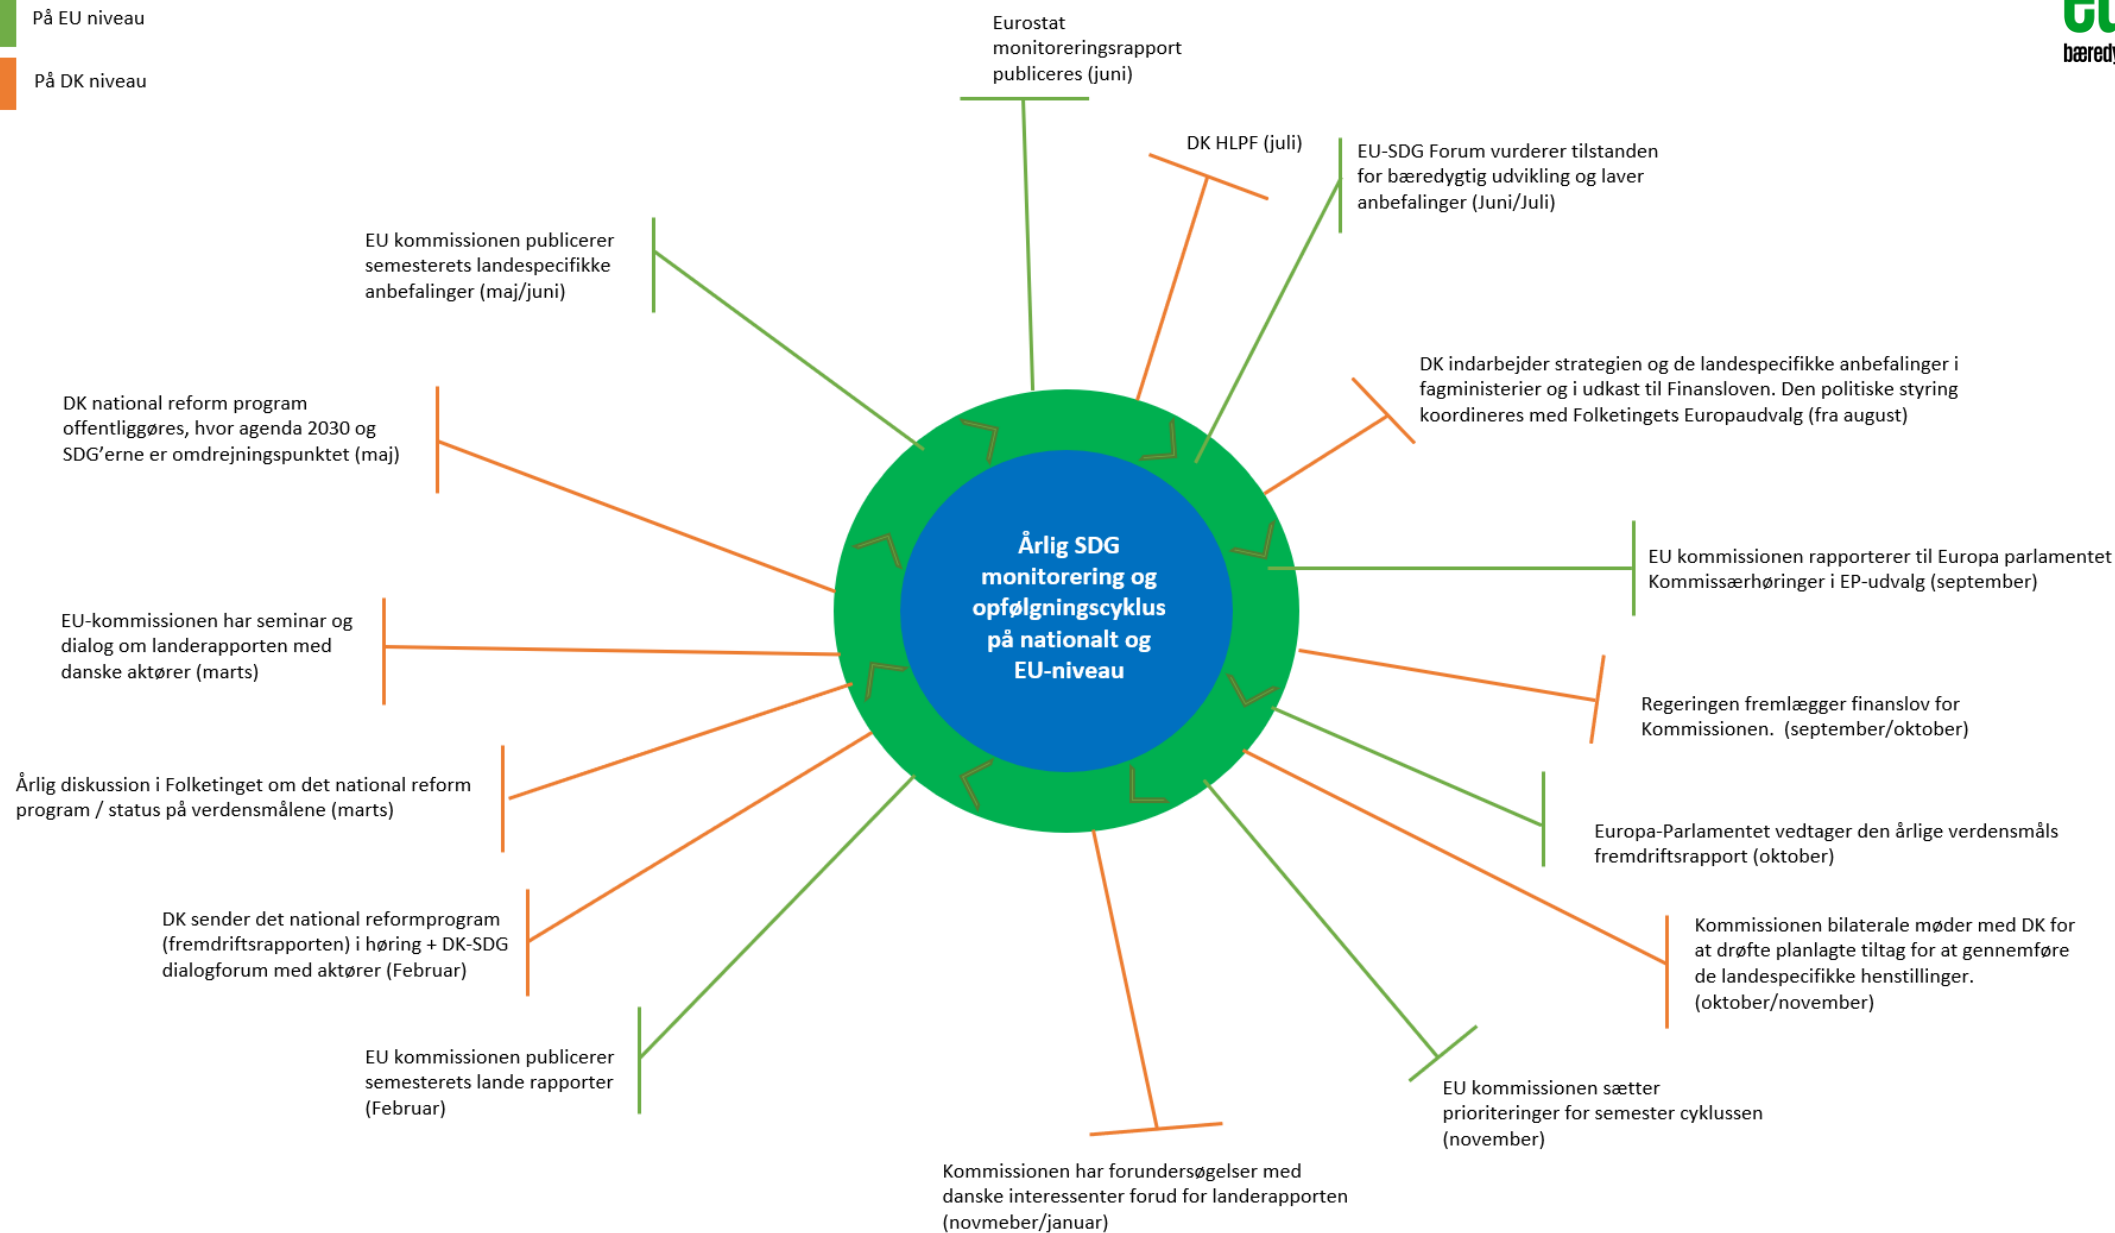 På EU niveau
På DK niveau
Eurostat
monitoreringsrapport
publiceres (juni)
DK HLPF (juli)
EU-SDG Forum vurderer tilstanden
for bæredygtig udvikling og laver
anbefalinger (Juni/Juli)
DK indarbejder strategien og de landespecifikke anbefalinger i
fagministerier og i udkast til Finansloven. Den politiske styring
koordineres med Folketingets Europaudvalg (fra august)
EU kommissionen rapporterer til Europa parlamentet
Kommissærhøringer i EP-udvalg (september)
Regeringen fremlægger finanslov for
Kommissionen.  (september/oktober)
Europa-Parlamentet vedtager den årlige verdensmåls
fremdriftsrapport (oktober)
Kommissionen bilaterale møder med DK for
at drøfte planlagte tiltag for at gennemføre
de landespecifikke henstillinger.
(oktober/november)
EU kommissionen sætter
prioriteringer for semester cyklussen
(november)
Kommissionen har forundersøgelser med
danske interessenter forud for landerapporten
(novmeber/januar)
EU kommissionen publicerer
semesterets lande rapporter
(Februar)
DK sender det national reformprogram
(fremdriftsrapporten) i høring + DK-SDG
dialogforum med aktører (Februar)
Årlig diskussion i Folketinget om det national reform
program / status på verdensmålene (marts)
EU-kommissionen har seminar og
dialog om landerapporten med
danske aktører (marts)
DK national reform program
offentliggøres, hvor agenda 2030 og
SDG’erne er omdrejningspunktet (maj)
EU kommissionen publicerer
semesterets landespecifikke
anbefalinger (maj/juni)
Årlig SDG
monitorering og
opfølgningscyklus
på nationalt og
EU-niveau